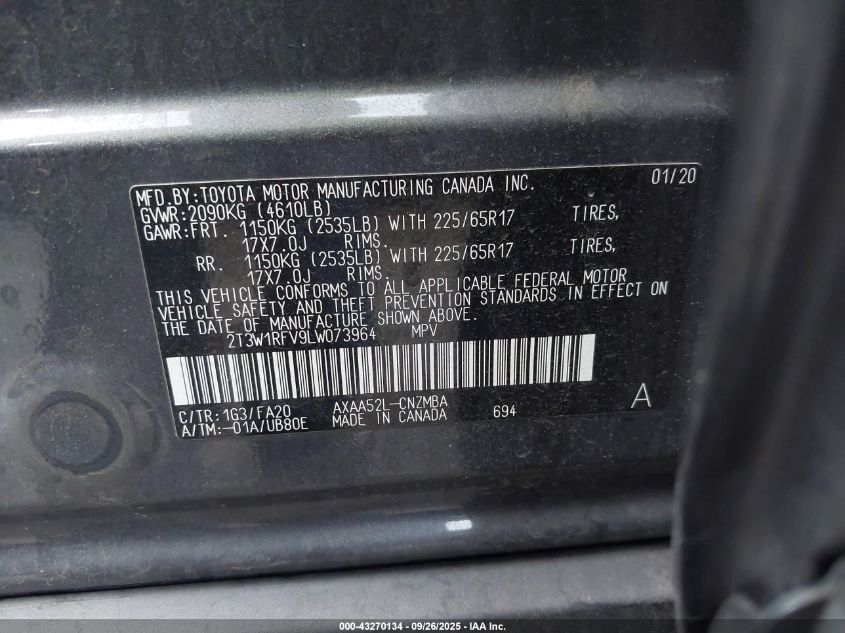 MFD.BY:TOYOTA MOTOR MANUFACTURING CANADA INC. 01/20
GVWR:2090KG (4610LB)
GAWR:FRT. 1150KG (2535LB) WITH 225/65R17 TIRES,
17X7.0J RIMS.
RR. 1150KG (2535LB) WITH 225/65R17 TIRES,
17X7.0J RIMS.
THIS VEHICLE CONFORMS TO ALL APPLICABLE FEDERAL MOTOR
VEHICLE SAFETY AND THEFT PREVENTION STANDARDS IN EFFECT ON
THE DATE OF MANUFACTURE SHOWN ABOVE.
2T3W1RFV9LW073964 MPV
C/TR:1G3/FA20 AXAA52L-CNZMBA
A/TM:-01A/UB80E MADE IN CANADA 694 A
000-43270134 - 09/26/2025 - IAA Inc.